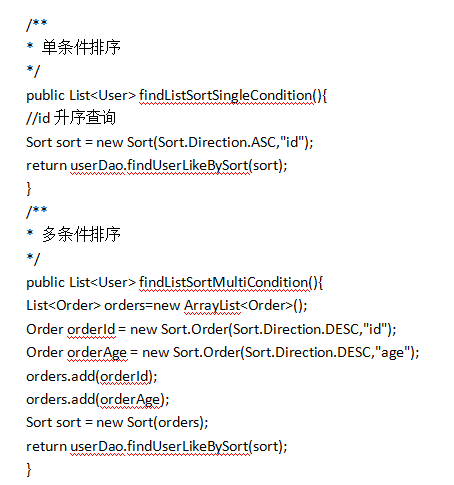 /**
* 单条件排序
*/
public List<User> findListSortSingleCondition(){
//id 升序查询
Sort sort = new Sort(Sort.Direction.ASC,"id");
return userDao.findUserLikeBySort(sort);
}
/**
* 多条件排序
*/
public List<User> findListSortMultiCondition(){
List<Order> orders=new ArrayList<Order>();
Order orderId = new Sort.Order(Sort.Direction.DESC,"id");
Order orderAge = new Sort.Order(Sort.Direction.DESC,"age");
orders.add(orderId);
orders.add(orderAge);
Sort sort = new Sort(orders);
return userDao.findUserLikeBySort(sort);
}